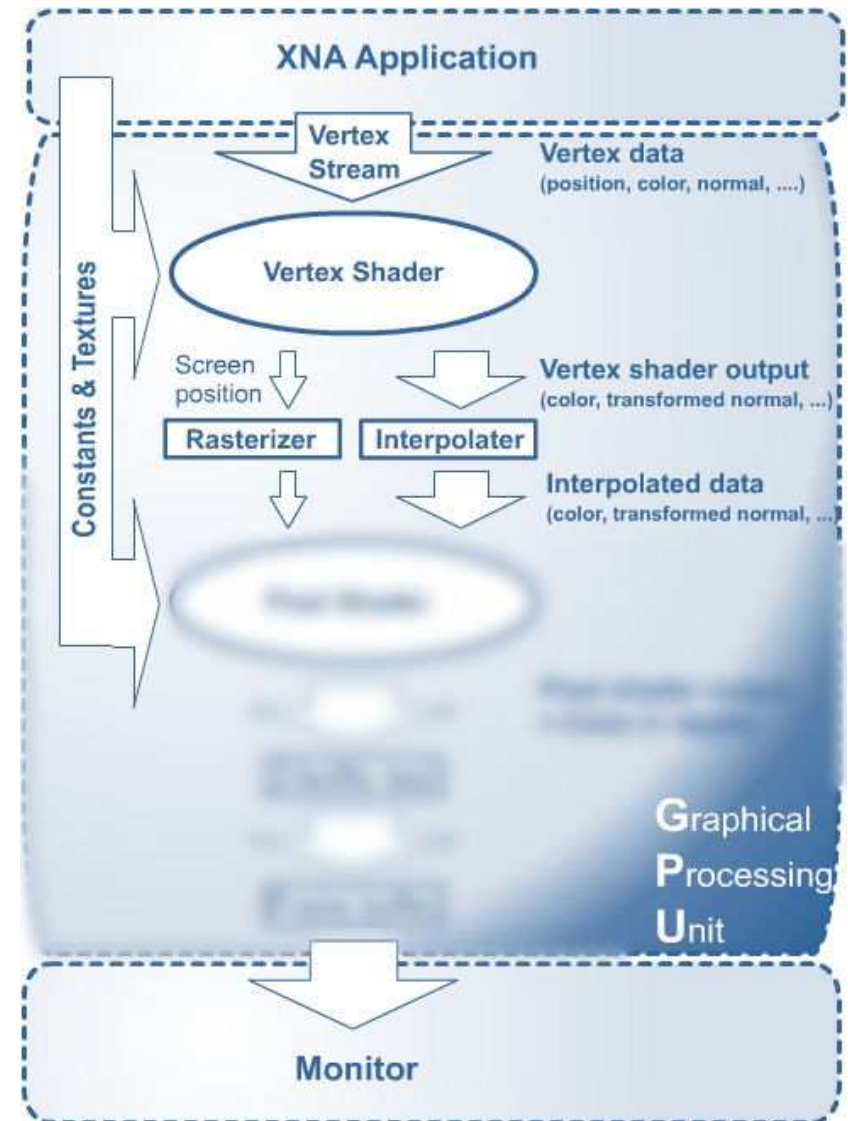 XNA Application
Vertex
Stream
Vertex data
(position, color, normal, ....)
Vertex Shader
Constants & Textures
Screen
position
Vertex shader output
(color, transformed normal, ...)
Rasterizer
Interpolater
Interpolated data
(color, transformed normal, ...)
Graphical
Processing
Unit
Monitor